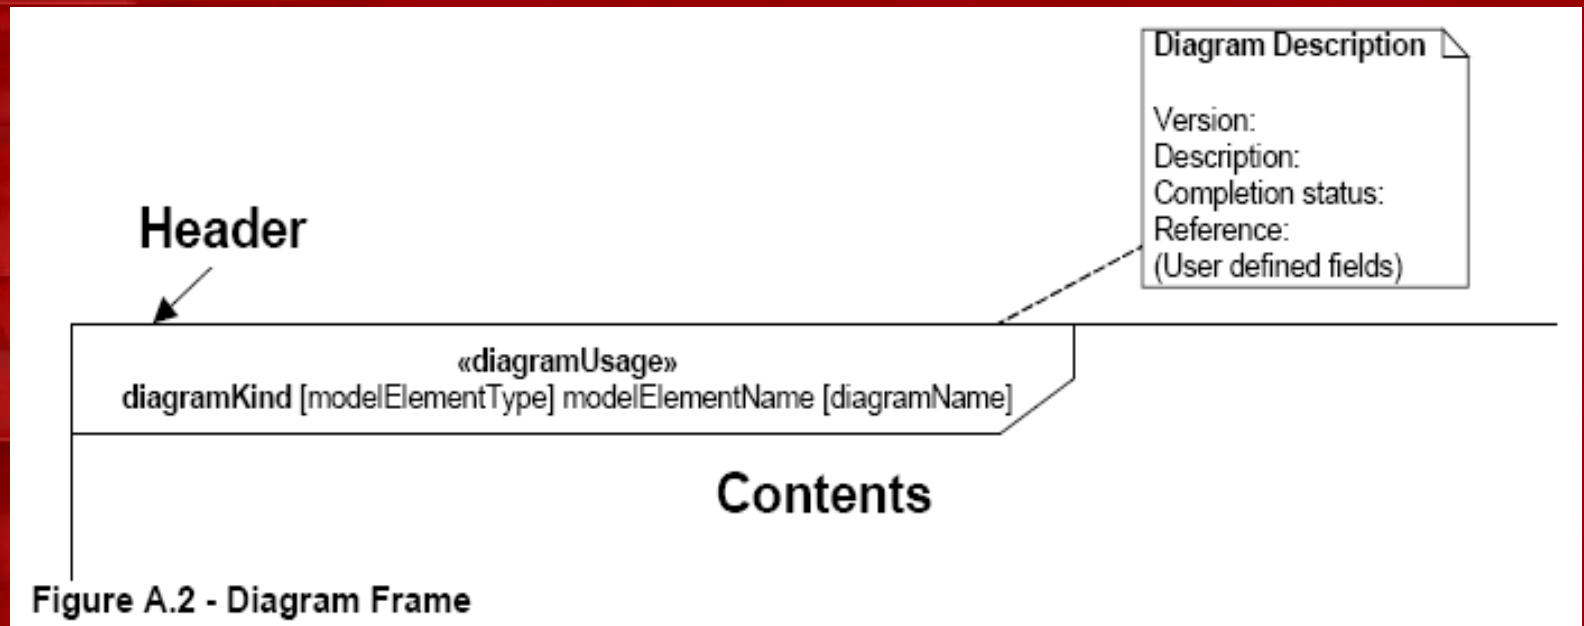 Diagram Description
Version:
Description:
Completion status:
Reference:
(User defined fields)
Header
«diagramUsage»
diagramKind [modelElementType] modelElementName [diagramName]
Contents
Figure A.2 - Diagram Frame